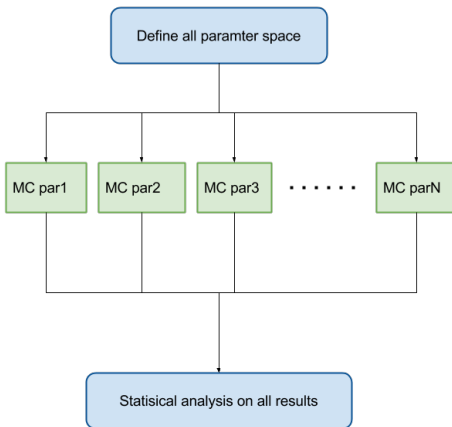 Define all paramter space
MC par1 MC par2 MC par3 ...... MC parN
Statisical analysis on all results